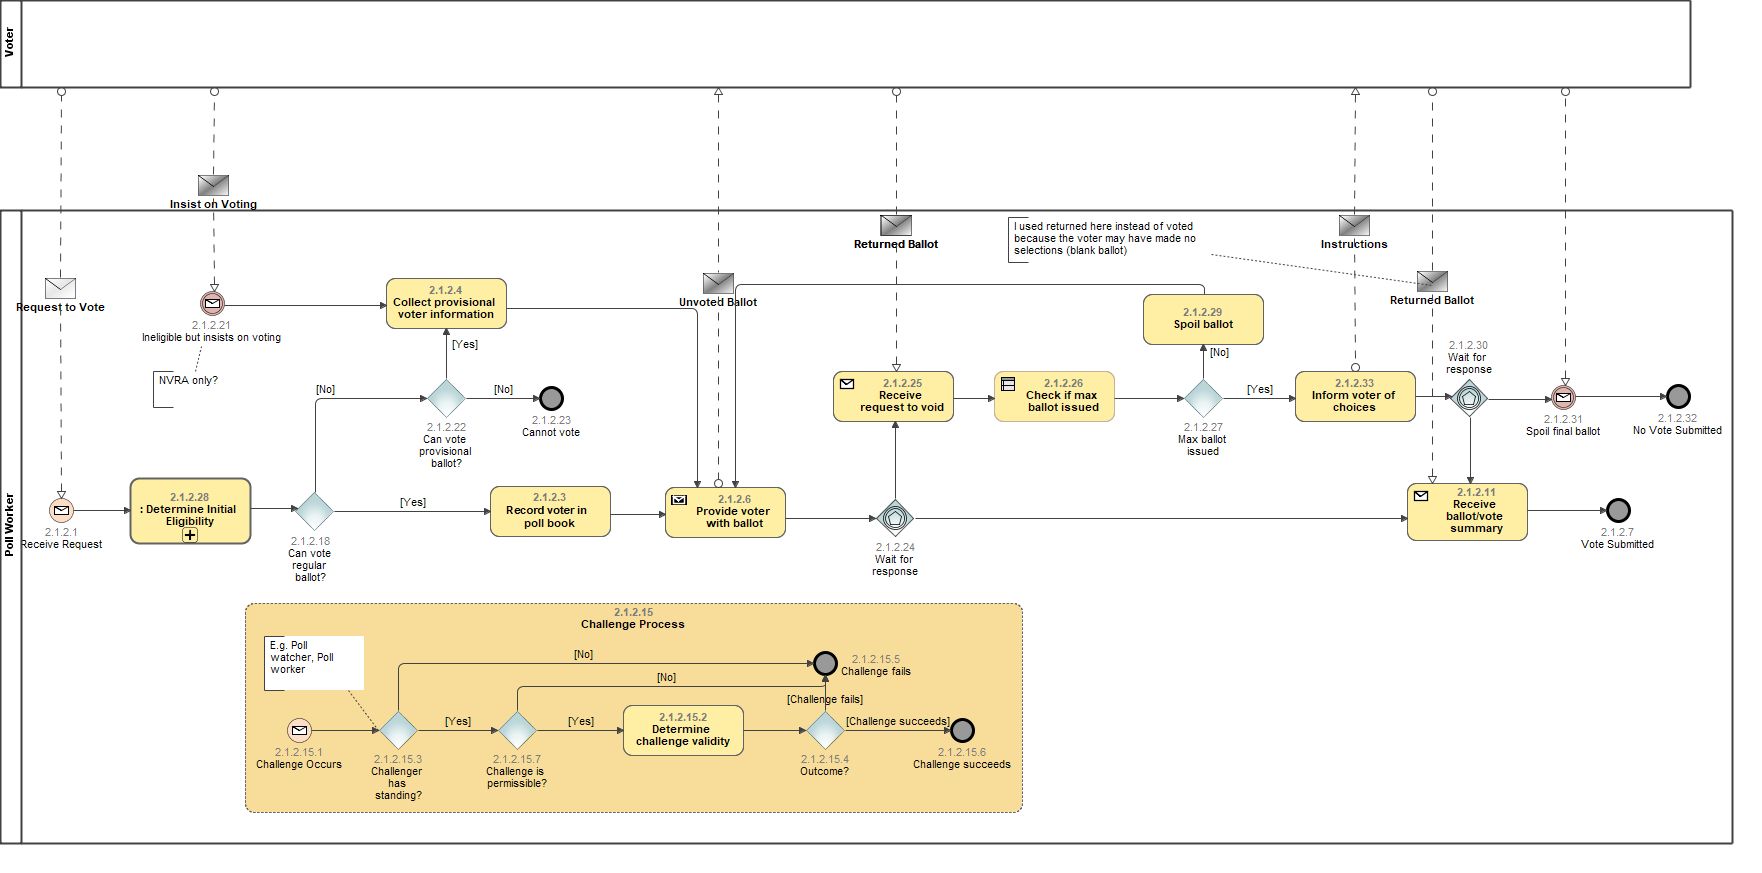 Voter
Poll Worker
Insist on Voting
Request to Vote
Returned Ballot
I used returned here instead of voted
because the voter may have made no
selections (blank ballot)
Instructions
Unvoted Ballot
Returned Ballot
2.1.2.21
Ineligible but insists on voting
NVRA only?
2.1.2.4
Collect provisional
voter information
[Yes]
[No]
[No]
2.1.2.22
Can vote
provisional
ballot?
2.1.2.23
Cannot vote
2.1.2.29
Spoil ballot
[No]
2.1.2.25
Receive
request to void
2.1.2.26
Check if max
ballot issued
2.1.2.27
Max ballot
issued
[Yes]
2.1.2.33
Inform voter of
choices
2.1.2.30
Wait for
response
2.1.2.31
Spoil final ballot
2.1.2.32
No Vote Submitted
2.1.2.1
Receive Request
2.1.2.28
: Determine Initial
Eligibility
2.1.2.18
Can vote
regular
ballot?
[Yes]
2.1.2.3
Record voter in
poll book
2.1.2.6
Provide voter
with ballot
2.1.2.24
Wait for
response
2.1.2.11
Receive
ballot/vote
summary
2.1.2.7
Vote Submitted
2.1.2.15
Challenge Process
E.g. Poll
watcher, Poll
worker
[No]
[No]
2.1.2.15.5
Challenge fails
[Challenge fails]
2.1.2.15.1
Challenge Occurs
2.1.2.15.3
Challenger
has
standing?
[Yes]
2.1.2.15.7
Challenge is
permissible?
[Yes]
2.1.2.15.2
Determine
challenge validity
2.1.2.15.4
Outcome?
[Challenge succeeds]
2.1.2.15.6
Challenge succeeds